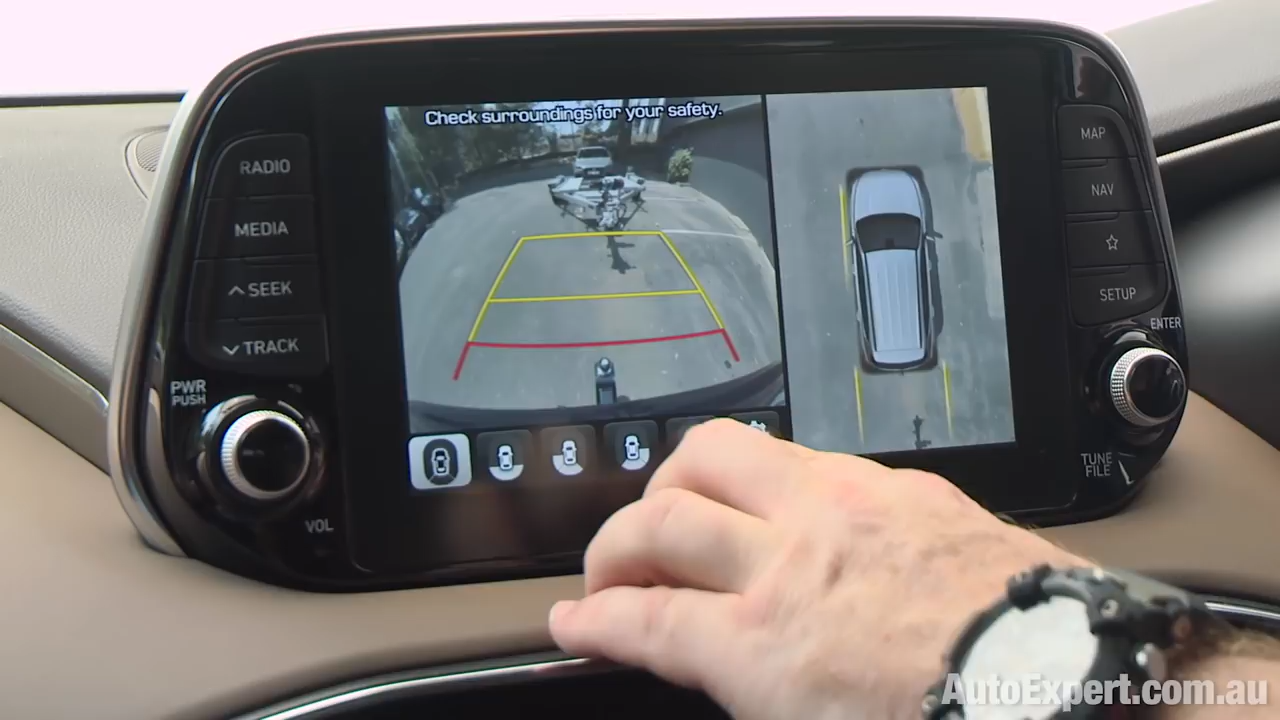 Check surroundings for your safety.
RADIO
MEDIA
SEEK
TRACK
PWR
PUSH
VOL
MAP
NAV
SETUP
ENTER
TUNE
FILE
AutoExpert.com.au